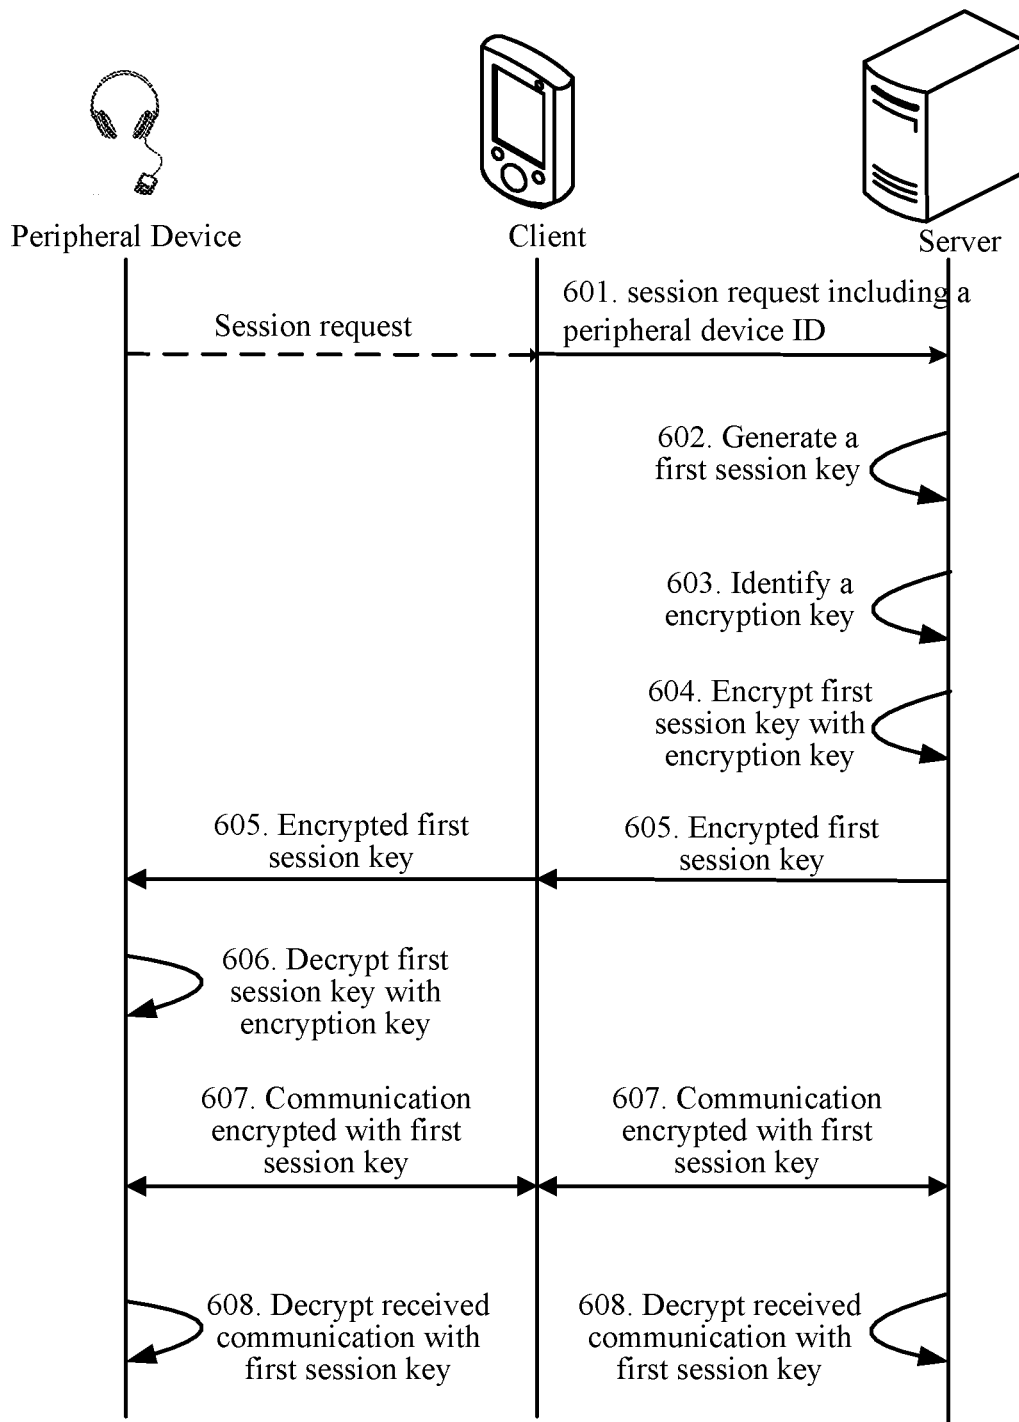 Peripheral Device
Client
Server
601. session request including a
peripheral device ID
Session request
602. Generate a
first session key
603. Identify a
encryption key
604. Encrypt first
session key with
encryption key
605. Encrypted first
session key
605. Encrypted first
session key
606. Decrypt first
session key with
encryption key
607. Communication
encrypted with first
session key
607. Communication
encrypted with first
session key
608. Decrypt received
communication with
first session key
608. Decrypt received
communication with
first session key